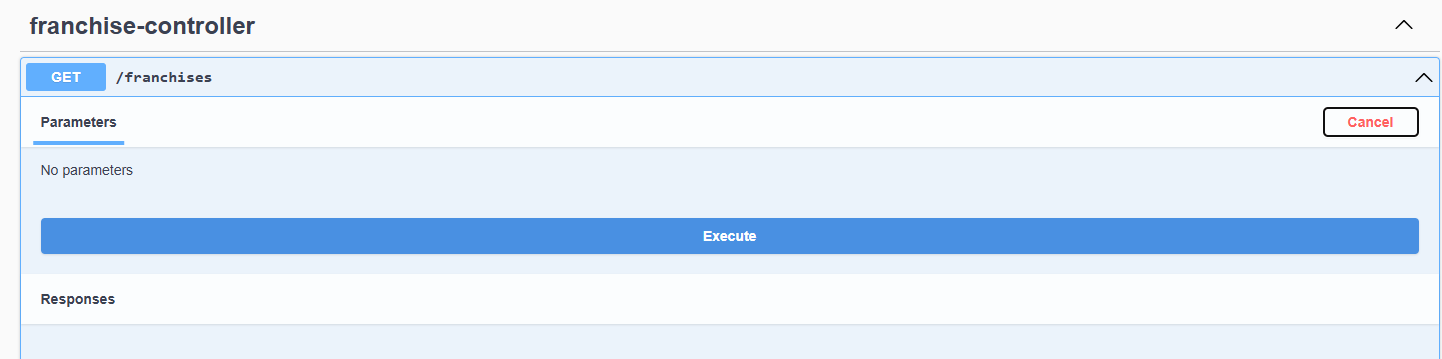 franchise-controller
GET /franchises
Parameters Cancel
No parameters
Execute
Responses